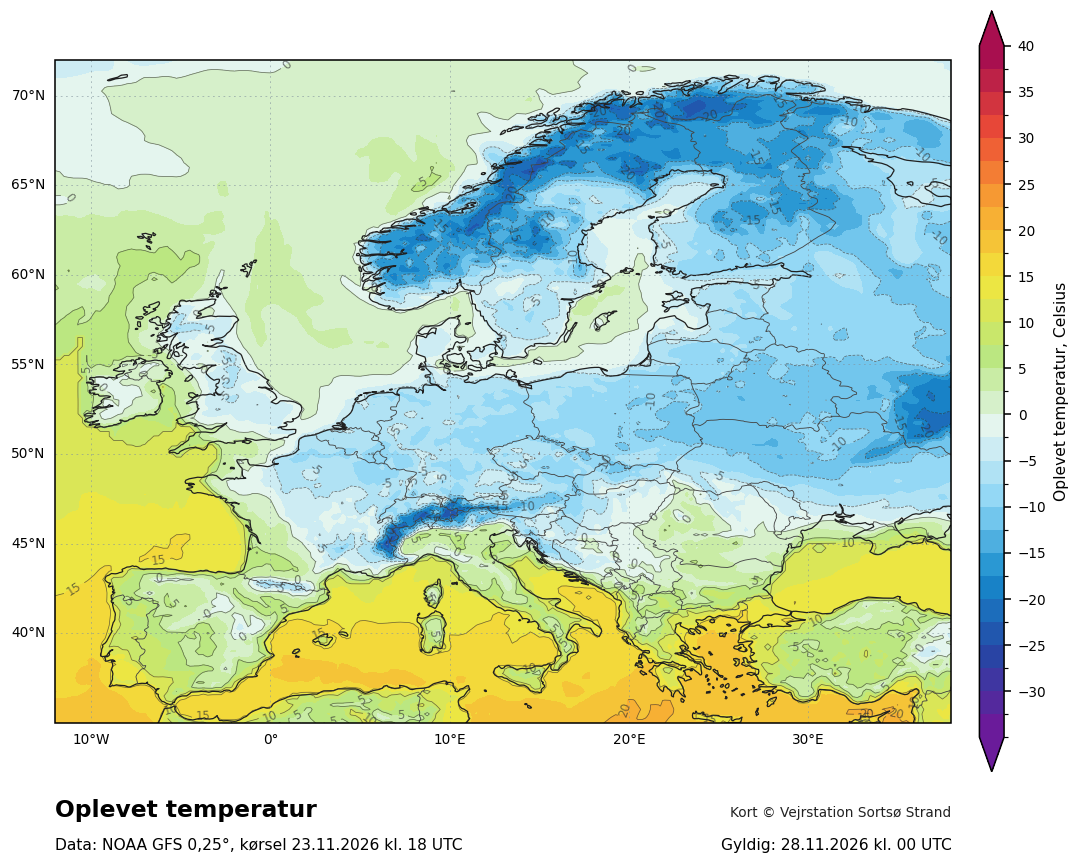 70°N
65°N
60°N
55°N
50°N
45°N
40°N
10°W
0°
10°E
20°E
30°E
40
35
30
25
20
15
10
5
0
−5
−10
−15
−20
−25
−30
Oplevet temperatur, Celsius
Oplevet temperatur
Kort © Vejrstation Sortsø Strand
Data: NOAA GFS 0,25°, kørsel 23.11.2026 kl. 18 UTC
Gyldig: 28.11.2026 kl. 00 UTC